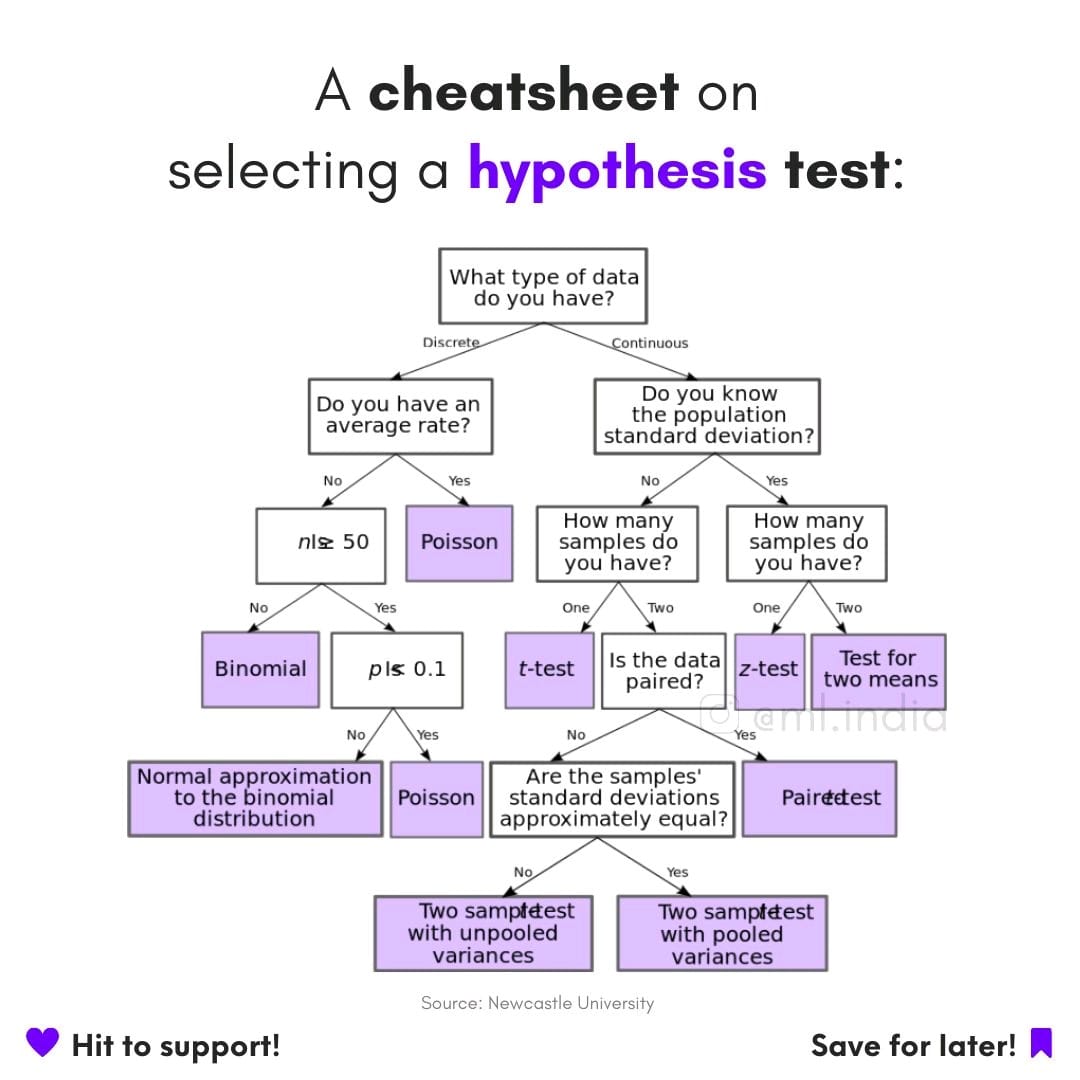 A cheatsheet on
selecting a hypothesis test:
What type of data
do you have?
Discrete
Continuous
Do you have an
average rate?
Do you know
the population
standard deviation?
No
Yes
No
Yes
nIs≥ 50
Poisson
How many
samples do
you have?
How many
samples do
you have?
No
Yes
One
Two
One
Two
Binomial
p Is< 0.1
t-test
Is the data
paired?
z-test
Test for
two means
@ml.india
No
Yes
No
Yes
Normal approximation
to the binomial
distribution
Poisson
Are the samples'
standard deviations
approximately equal?
Paired t-test
No
Yes
Two sample t-test
with unpooled
variances
Two sample t-test
with pooled
variances
Source: Newcastle University
Hit to support!
Save for later!